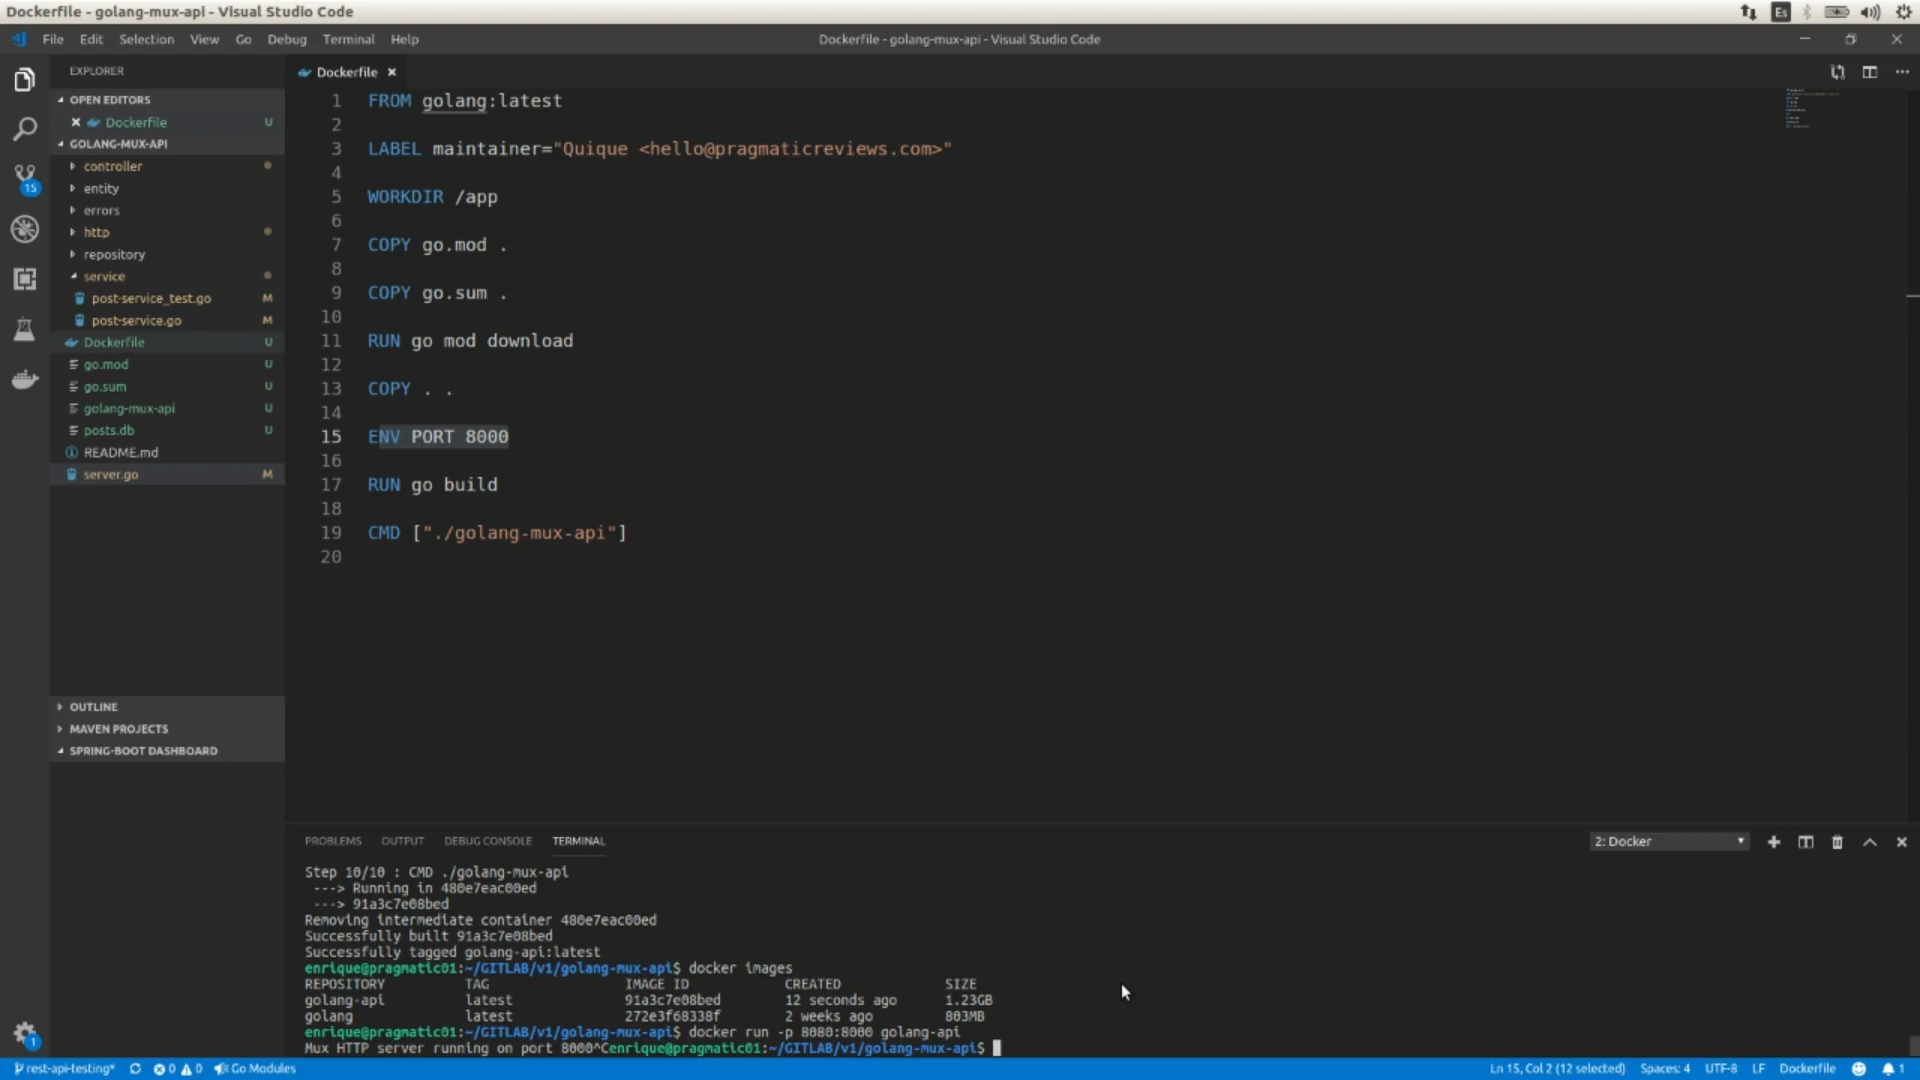 Dockerfile - golang-mux-api - Visual Studio Code
Es
File Edit Selection View Go Debug Terminal Help
Dockerfile - golang-mux-api - Visual Studio Code
EXPLORER
OPEN EDITORS
Dockerfile U
GOLANG-MUX-API
controller
entity
errors
http
repository
service
post-service_test.go M
post-service.go M
Dockerfile U
go.mod U
go.sum U
golang-mux-api U
posts.db U
README.md
server.go M
OUTLINE
MAVEN PROJECTS
SPRING-BOOT DASHBOARD
15
1
Dockerfile
1 FROM golang:latest
2
3 LABEL maintainer="Quique <hello@pragmaticreviews.com>"
4
5 WORKDIR /app
6
7 COPY go.mod .
8
9 COPY go.sum .
10
11 RUN go mod download
12
13 COPY . .
14
15 ENV PORT 8000
16
17 RUN go build
18
19 CMD ["./golang-mux-api"]
20
PROBLEMS OUTPUT DEBUG CONSOLE TERMINAL
2: Docker
Step 10/10 : CMD ./golang-mux-api
---> Running in 480e7eac00ed
---> 91a3c7e08bed
Removing intermediate container 480e7eac00ed
Successfully built 91a3c7e08bed
Successfully tagged golang-api:latest
enrique@pragmatic01:~/GITLAB/v1/golang-mux-api$ docker images
REPOSITORY TAG IMAGE ID CREATED SIZE
golang-api latest 91a3c7e08bed 12 seconds ago 1.23GB
golang latest 272e3f68338f 2 weeks ago 803MB
enrique@pragmatic01:~/GITLAB/v1/golang-mux-api$ docker run -p 8080:8000 golang-api
Mux HTTP server running on port 8000^Cenrique@pragmatic01:~/GITLAB/v1/golang-mux-api$
rest-api-testing* 0 0 Go Modules
Ln 15, Col 2 (12 selected) Spaces: 4 UTF-8 LF Dockerfile 1